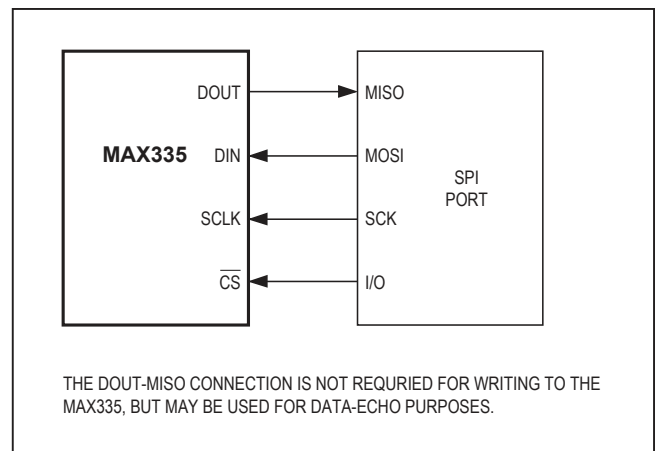 DOUT MISO
MAX335 DIN MOSI
SPI
PORT
SCLK SCK
CS I/O
THE DOUT-MISO CONNECTION IS NOT REQURIED FOR WRITING TO THE
MAX335, BUT MAY BE USED FOR DATA-ECHO PURPOSES.